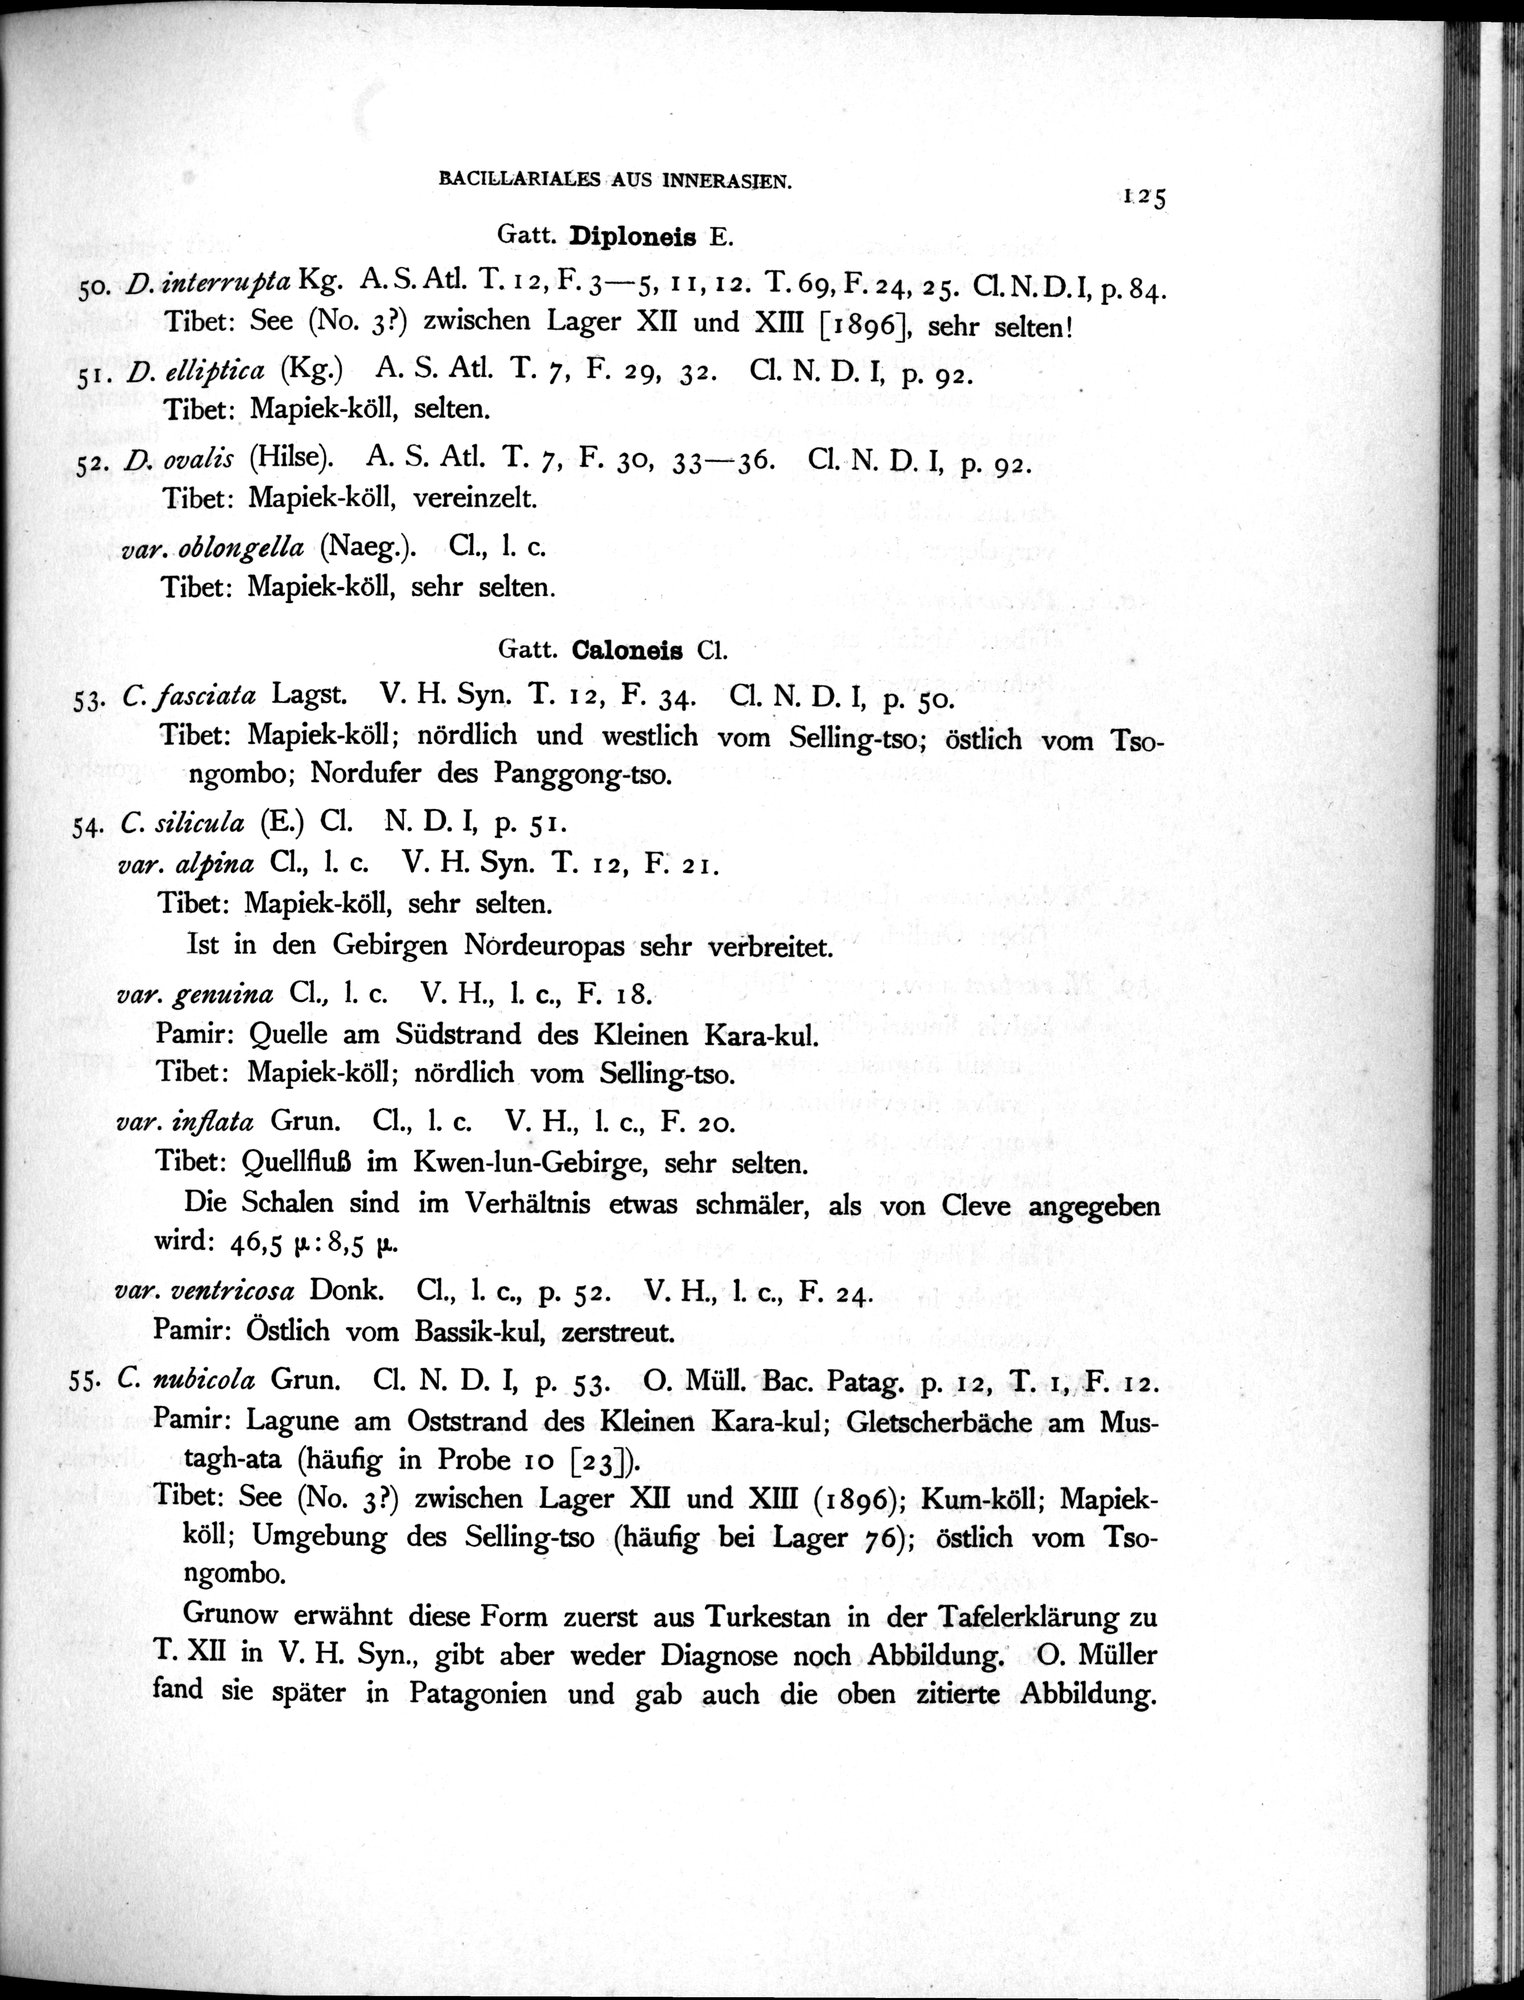 BACILLARIALES AUS INNERASIEN.
125
Gatt. Diploneis E.
50. D. interrupta Kg. A. S. Atl. T. 12, F. 3—5, 11, 12. T. 69, F. 24, 25. Cl. N. D. I, p. 84.
Tibet: See (No. 3?) zwischen Lager XII und XIII [1896], sehr selten!
51. D. elliptica (Kg.) A. S. Atl. T. 7, F. 29, 32. Cl. N. D. I, p. 92.
Tibet: Mapiek-köll, selten.
52. D. ovalis (Hilse). A. S. Atl. T. 7, F. 30, 33—36. Cl. N. D. I, p. 92.
Tibet: Mapiek-köll, vereinzelt.
var. oblongella (Naeg.). Cl., l. c.
Tibet: Mapiek-köll, sehr selten.
Gatt. Caloneis Cl.
53. C. fasciata Lagst. V. H. Syn. T. 12, F. 34. Cl. N. D. I, p. 50.
Tibet: Mapiek-köll; nördlich und westlich vom Selling-tso; östlich vom Tso-
ngombo; Nordufer des Panggong-tso.
54. C. silicula (E.) Cl. N. D. I, p. 51.
var. alpina Cl., l. c. V. H. Syn. T. 12, F. 21.
Tibet: Mapiek-köll, sehr selten.
Ist in den Gebirgen Nordeuropas sehr verbreitet.
var. genuina Cl., l. c. V. H., l. c., F. 18.
Pamir: Quelle am Südstrand des Kleinen Kara-kul.
Tibet: Mapiek-köll; nördlich vom Selling-tso.
var. inflata Grun. Cl., l. c. V. H., l. c., F. 20.
Tibet: Quellfluß im Kwen-lun-Gebirge, sehr selten.
Die Schalen sind im Verhältnis etwas schmäler, als von Cleve angegeben
wird: 46,5 µ : 8,5 µ.
var. ventricosa Donk. Cl., l. c., p. 52. V. H., l. c., F. 24.
Pamir: Östlich vom Bassik-kul, zerstreut.
55. C. nubicola Grun. Cl. N. D. I, p. 53. O. Müll. Bac. Patag. p. 12, T. 1, F. 12.
Pamir: Lagune am Oststrand des Kleinen Kara-kul; Gletscherbäche am Mus-
tagh-ata (häufig in Probe 10 [23]).
Tibet: See (No. 3?) zwischen Lager XII und XIII (1896); Kum-köll; Mapiek-
köll; Umgebung des Selling-tso (häufig bei Lager 76); östlich vom Tso-
ngombo.
Grunow erwähnt diese Form zuerst aus Turkestan in der Tafelerklärung zu
T. XII in V. H. Syn., gibt aber weder Diagnose noch Abbildung. O. Müller
fand sie später in Patagonien und gab auch die oben zitierte Abbildung.